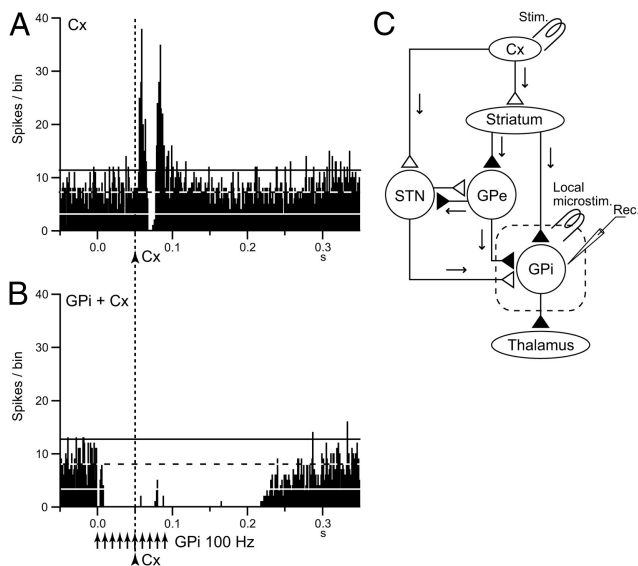 A
Cx
40
30
20
10
0
Spikes / bin
0.0
0.1
0.2
0.3
s
Cx
B
GPi + Cx
40
30
20
10
0
Spikes / bin
0.0
0.1
0.2
0.3
s
GPi 100 Hz
Cx
C
Stim.
Cx
Striatum
STN
GPe
Local
microstim.
Rec.
GPi
Thalamus